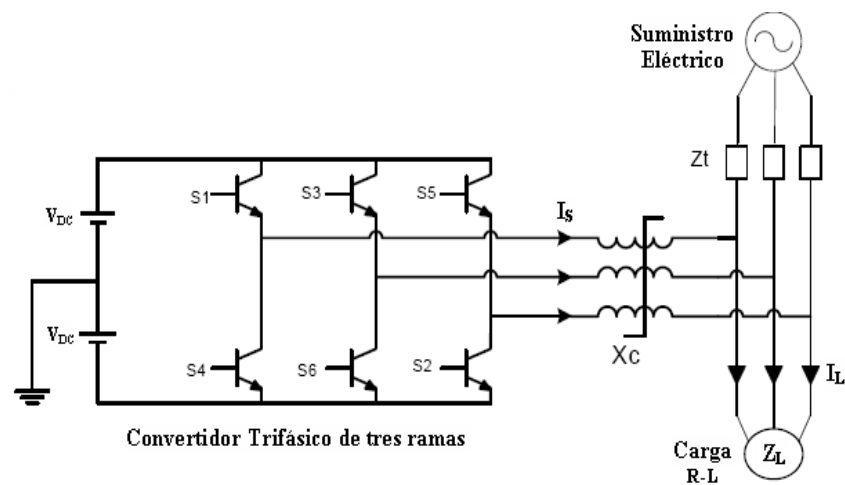 Suministro
Eléctrico
Zt
S1
S3
S5
V_DC
I_S
V_DC
S4
S6
S2
Xc
I_L
Convertidor Trifásico de tres ramas
Carga
R-L
Z_L